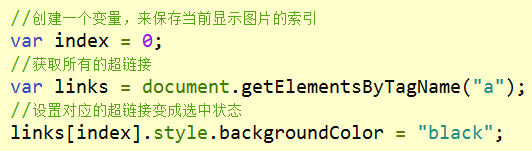 //创建一个变量，来保存当前显示图片的索引
var index = 0;
//获取所有的超链接
var links = document.getElementsByTagName("a");
//设置对应的超链接变成选中状态
links[index].style.backgroundColor = "black";